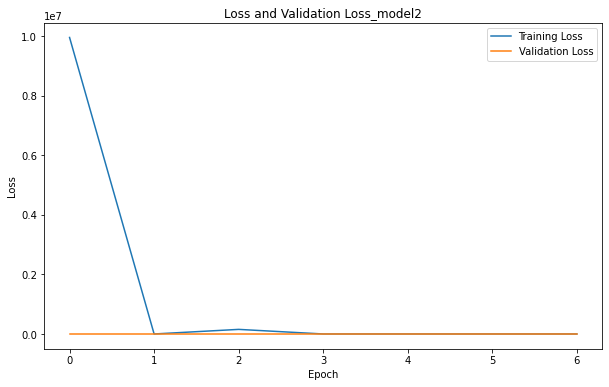 Loss and Validation Loss_model2
1e7
Training Loss
Validation Loss
1.0
0.8
0.6
0.4
0.2
0.0
Loss
0 1 2 3 4 5 6
Epoch